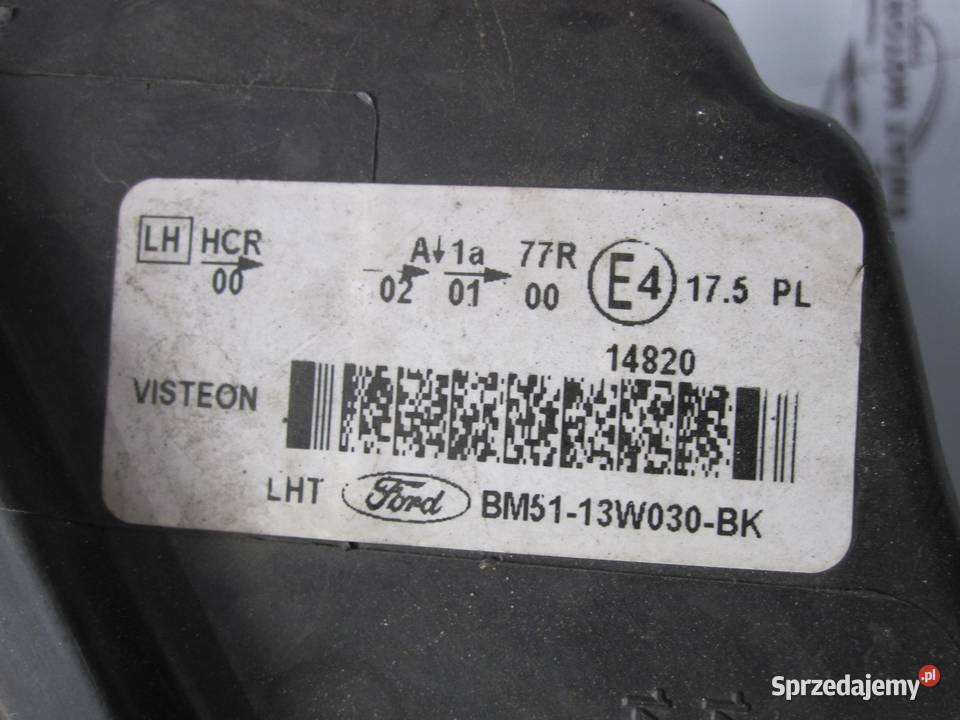 LH HCR A↓ 1a 77R E4 17.5 PL
00 02 01 00
14820
VISTEON
LHT Ford BM51-13W030-BK
Sprzedajemy.pl